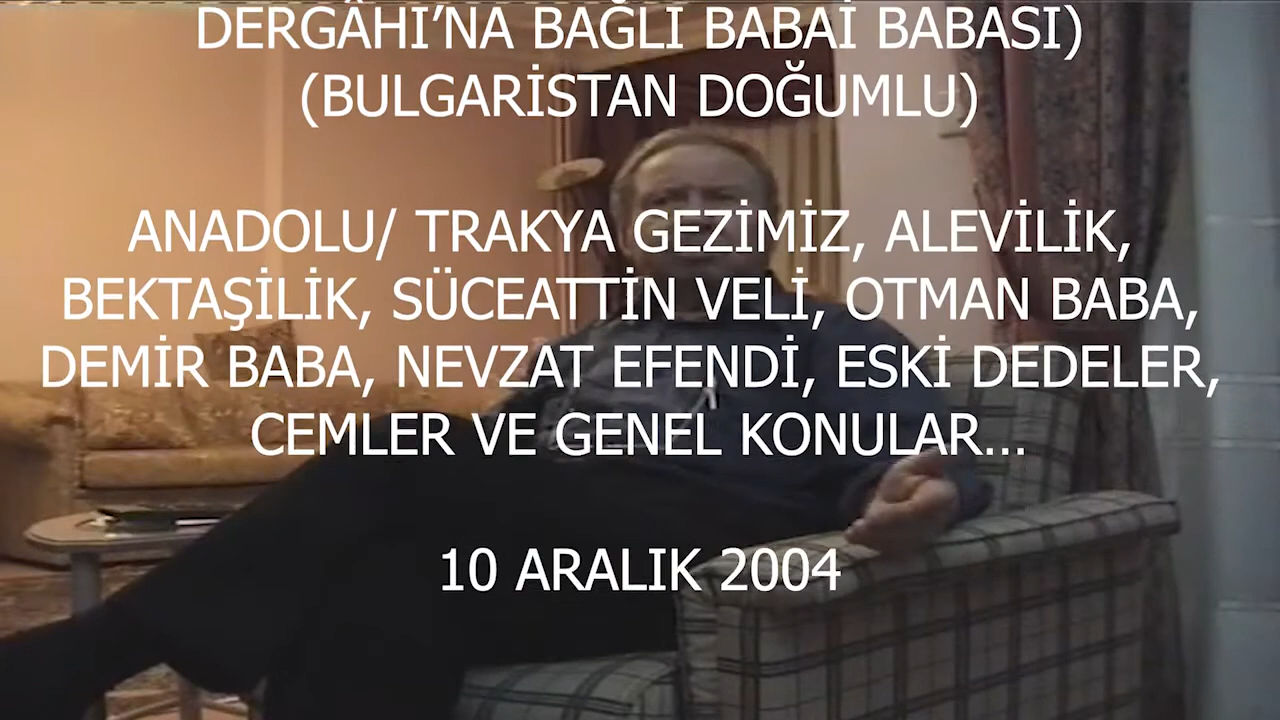 DERGÂHI’NA BAĞLI BABAİ BABASI)
(BULGARİSTAN DOĞUMLU)
ANADOLU/ TRAKYA GEZİMİZ, ALEVİLİK,
BEKTAŞİLİK, SÜCEATTİN VELİ, OTMAN BABA,
DEMİR BABA, NEVZAT EFENDİ, ESKİ DEDELER,
CEMLER VE GENEL KONULAR...
10 ARALIK 2004